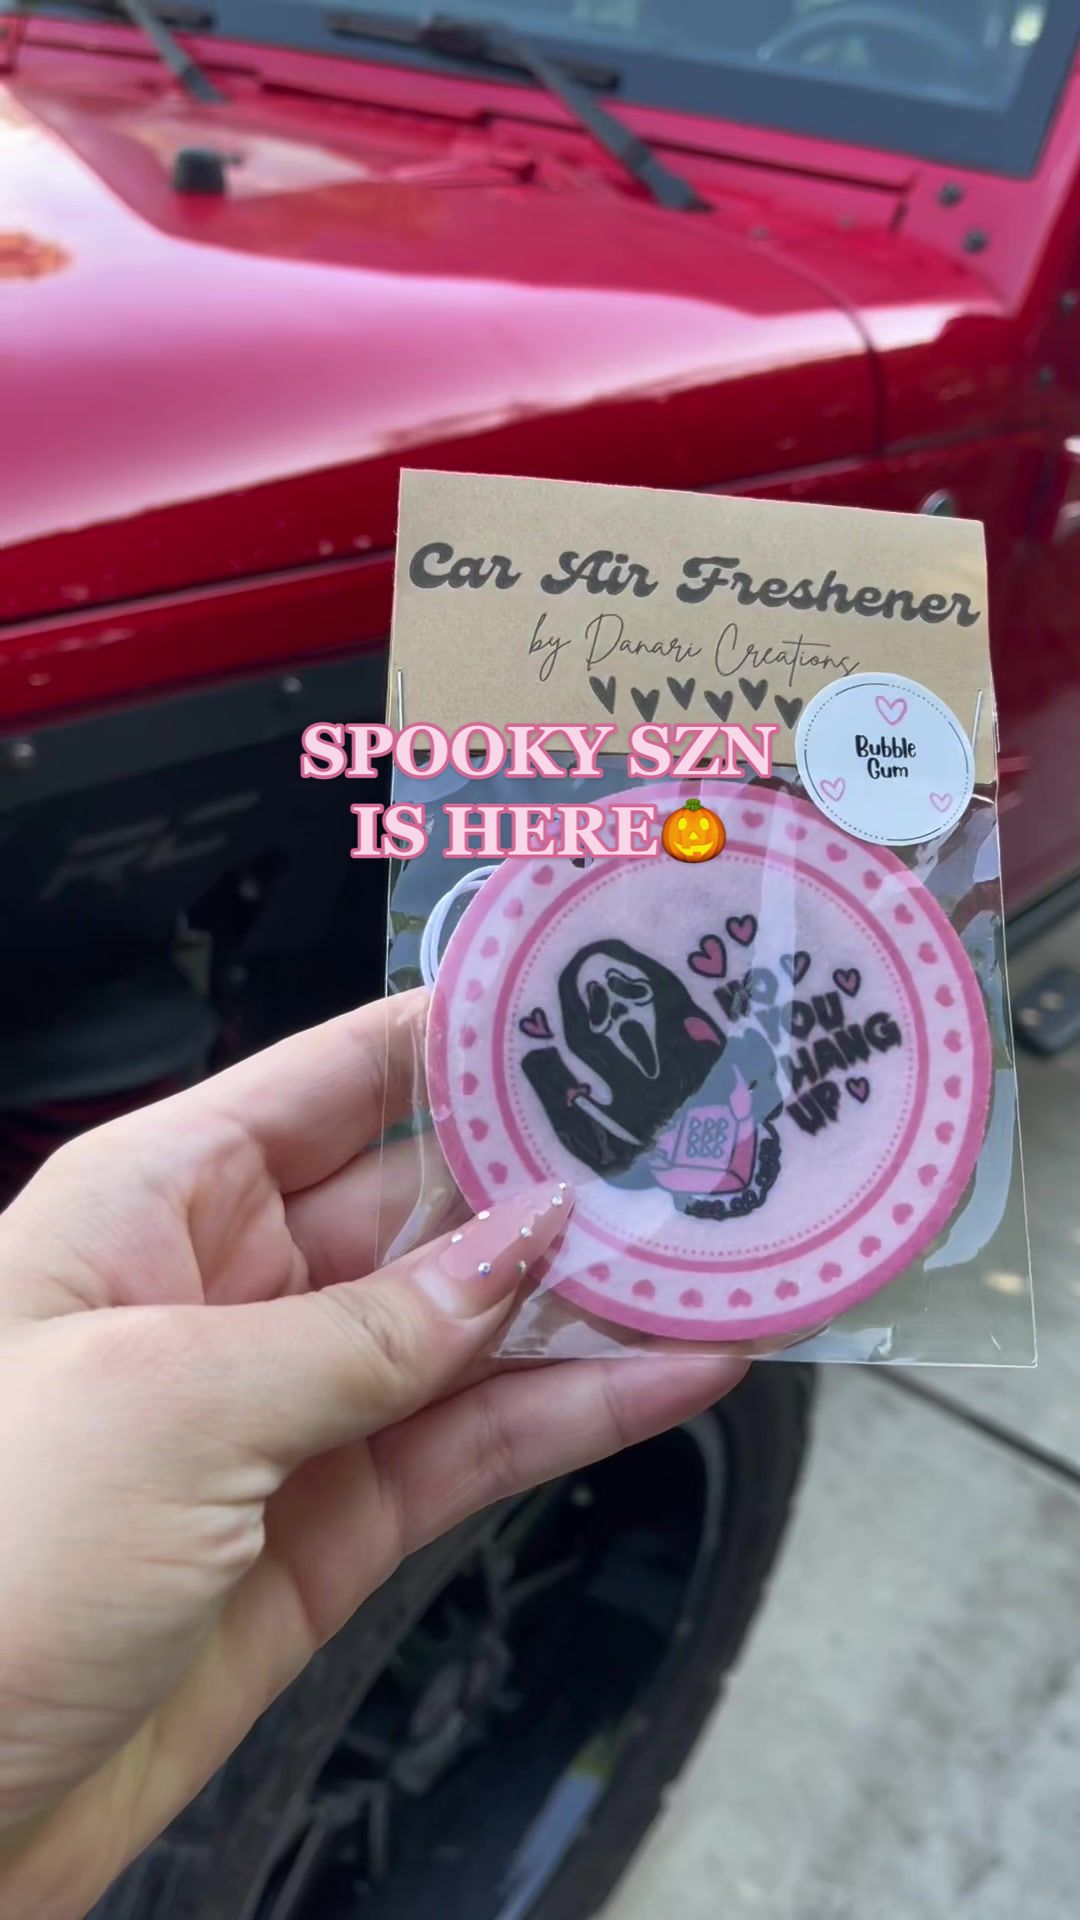 Car Air Freshener
by Danari Creations
Bubble
Gum
SPOOKY SZN
IS HERE🎃
NO
YOU
HANG
UP